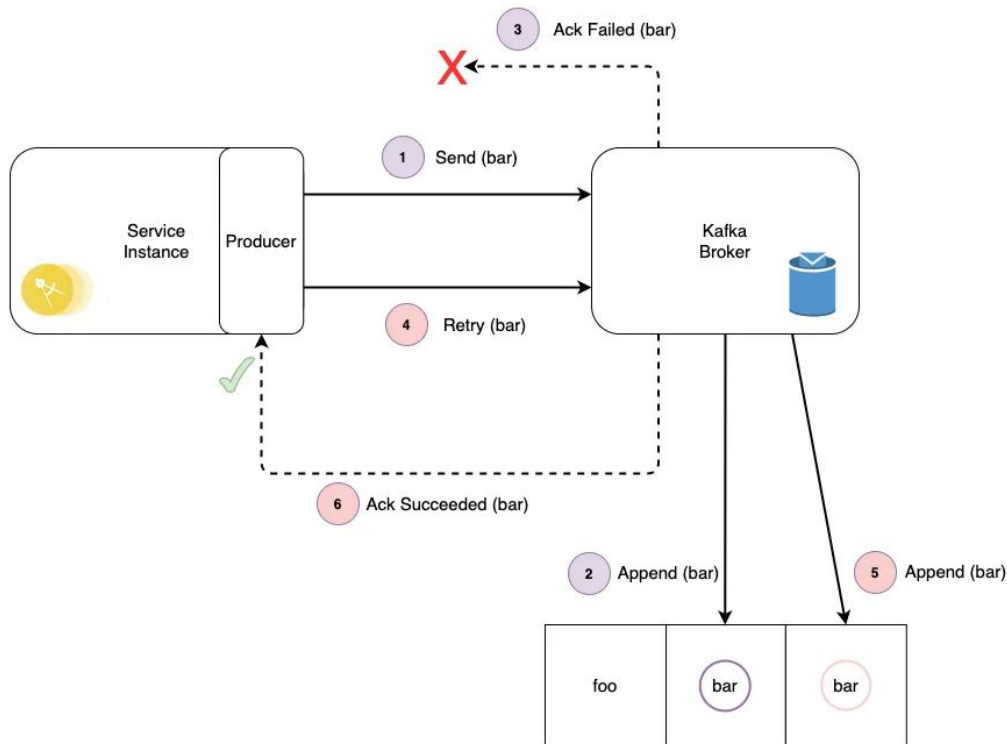 3 Ack Failed (bar)
X
1 Send (bar)
Service
Instance
Producer
Kafka
Broker
4 Retry (bar)
6 Ack Succeeded (bar)
2 Append (bar)
5 Append (bar)
foo
bar
bar